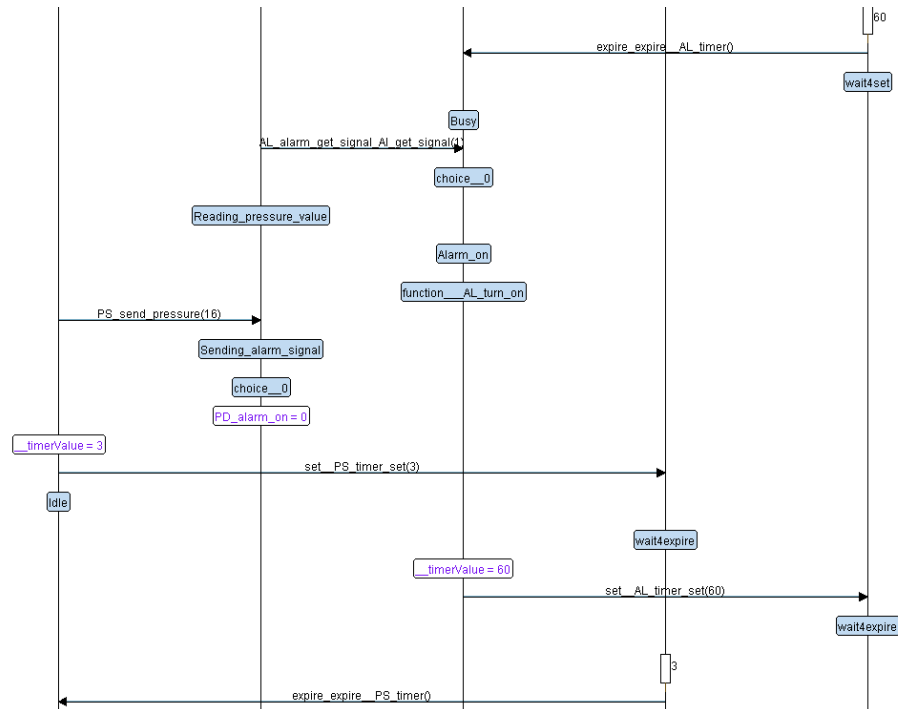 60
expire_expire__AL_timer()
wait4set
Busy
AL_alarm_get_signal_Al_get_signal(1)
choice__0
Reading_pressure_value
Alarm_on
function___AL_turn_on
PS_send_pressure(16)
Sending_alarm_signal
choice__0
PD_alarm_on = 0
__timerValue = 3
set__PS_timer_set(3)
Idle
wait4expire
__timerValue = 60
set__AL_timer_set(60)
wait4expire
3
expire_expire__PS_timer()